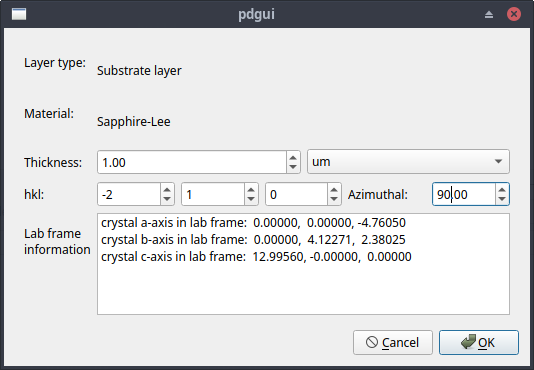 pdgui
Layer type: Substrate layer
Material: Sapphire-Lee
Thickness: 1.00 um
hkl: -2 1 0 Azimuthal: 90.00
Lab frame information
crystal a-axis in lab frame:  0.00000,  0.00000, -4.76050
crystal b-axis in lab frame:  0.00000,  4.12271,  2.38025
crystal c-axis in lab frame:  12.99560, -0.00000,  0.00000
Cancel OK